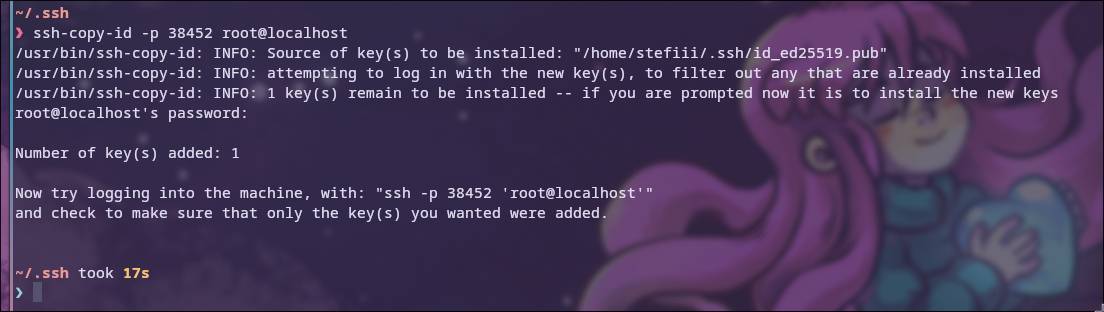 ~/.ssh
❯ ssh-copy-id -p 38452 root@localhost
/usr/bin/ssh-copy-id: INFO: Source of key(s) to be installed: "/home/stefiii/.ssh/id_ed25519.pub"
/usr/bin/ssh-copy-id: INFO: attempting to log in with the new key(s), to filter out any that are already installed
/usr/bin/ssh-copy-id: INFO: 1 key(s) remain to be installed -- if you are prompted now it is to install the new keys
root@localhost's password:
Number of key(s) added: 1
Now try logging into the machine, with: "ssh -p 38452 'root@localhost'"
and check to make sure that only the key(s) you wanted were added.
~/.ssh took 17s
❯